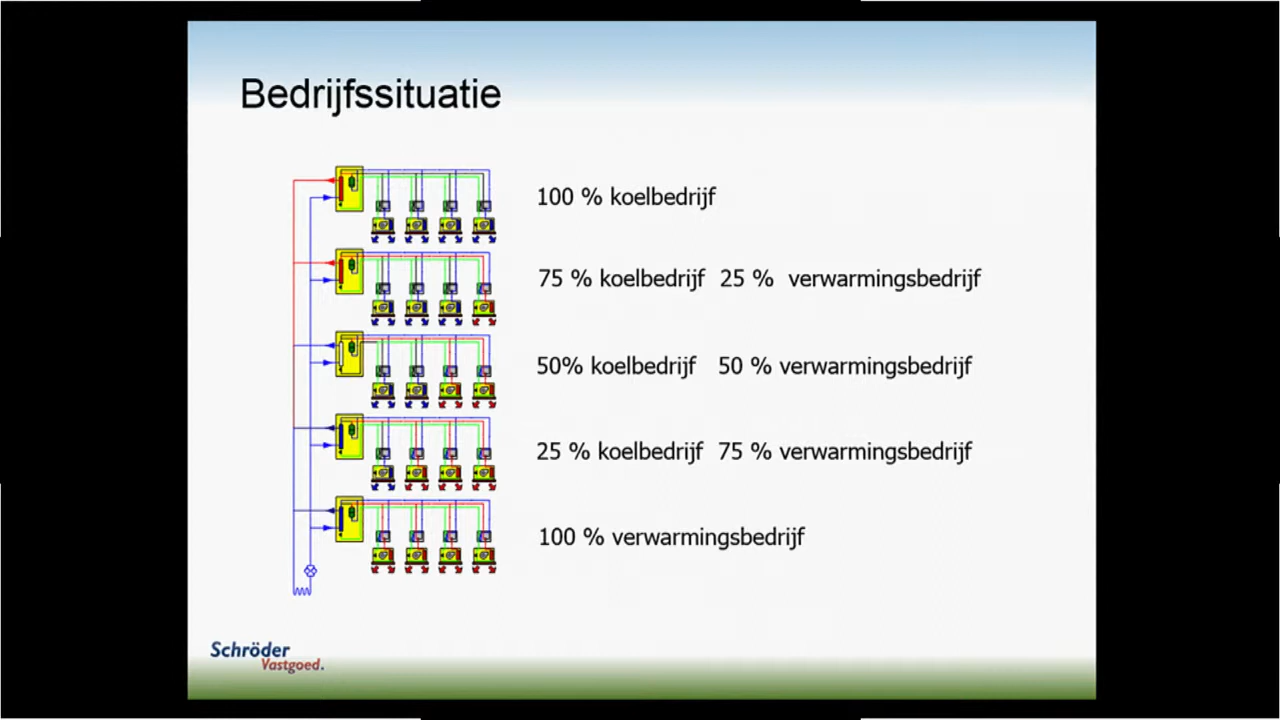 Bedrijfssituatie
100 % koelbedrijf
75 % koelbedrijf 25 % verwarmingsbedrijf
50% koelbedrijf 50 % verwarmingsbedrijf
25 % koelbedrijf 75 % verwarmingsbedrijf
100 % verwarmingsbedrijf
Schröder
Vastgoed.